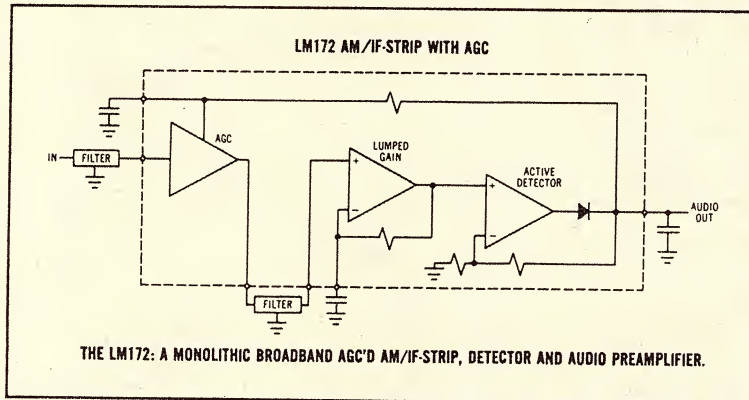 LM172 AM/IF-STRIP WITH AGC
AGC
LUMPED
GAIN
ACTIVE
DETECTOR
IN
FILTER
AUDIO
OUT
+
−
+
−
FILTER
THE LM172: A MONOLITHIC BROADBAND AGC'D AM/IF-STRIP, DETECTOR AND AUDIO PREAMPLIFIER.